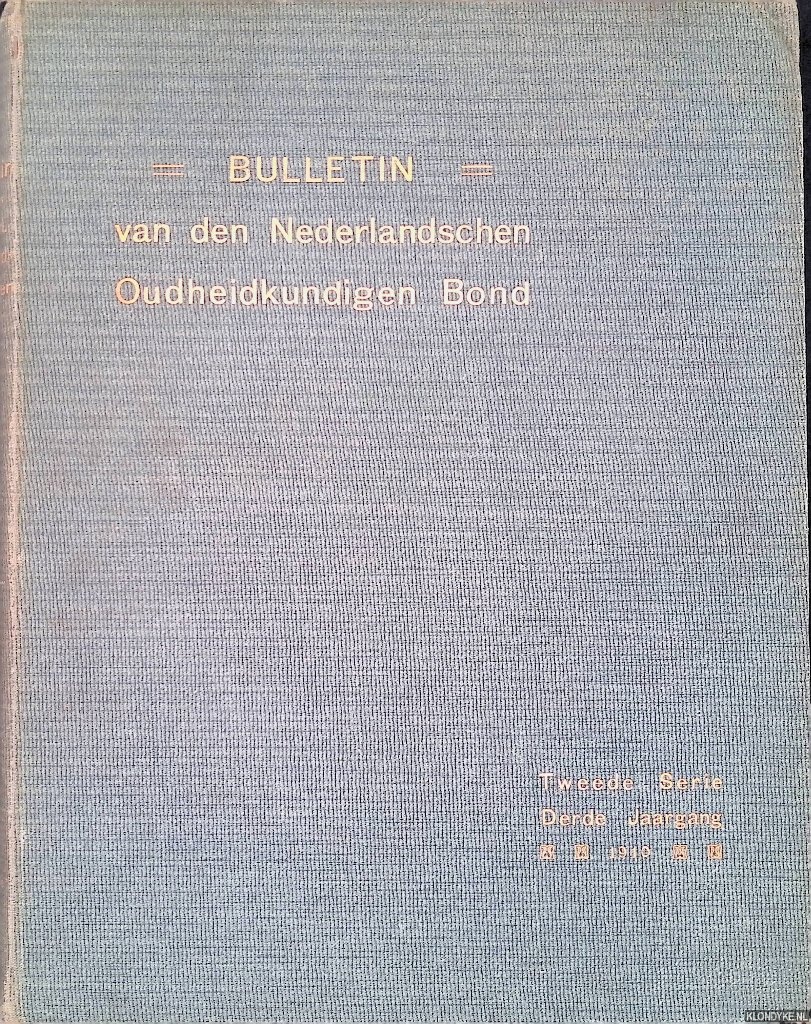 BULLETIN
van den Nederlandschen
Oudheidkundigen Bond
Tweede Serie
Derde Jaargang
1910
KLONDYKE.NL